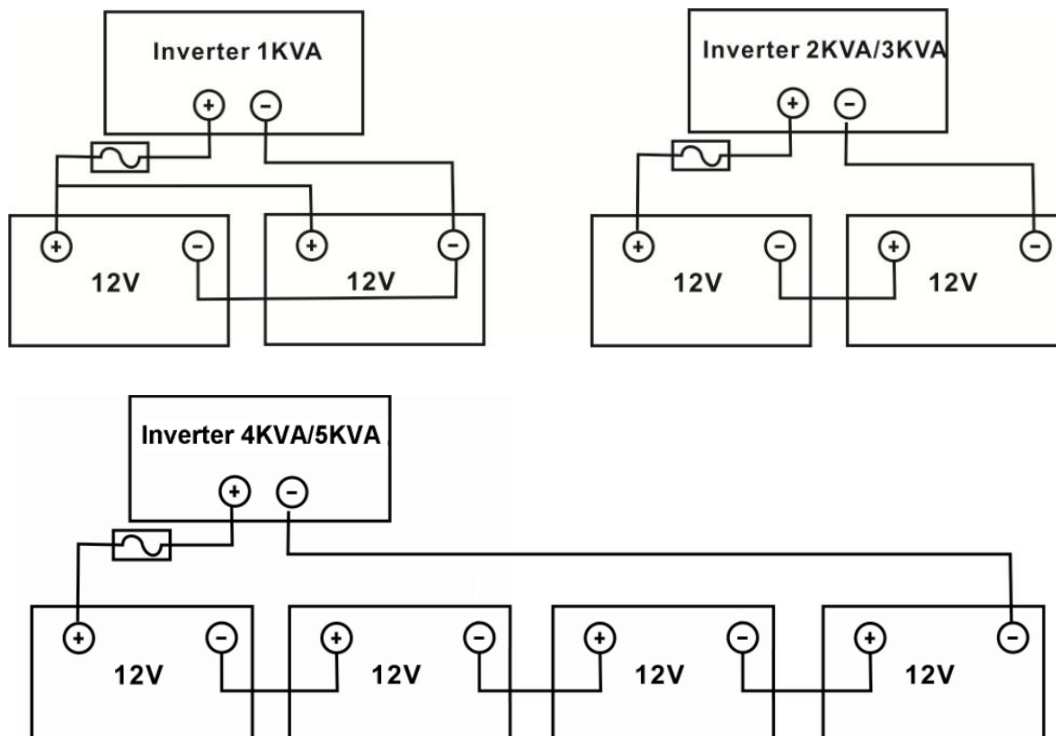 Inverter 1KVA
+ −
+ − + −
12V 12V
Inverter 2KVA/3KVA
+ −
+ − + −
12V 12V
Inverter 4KVA/5KVA
+ −
+ − + − + − + −
12V 12V 12V 12V